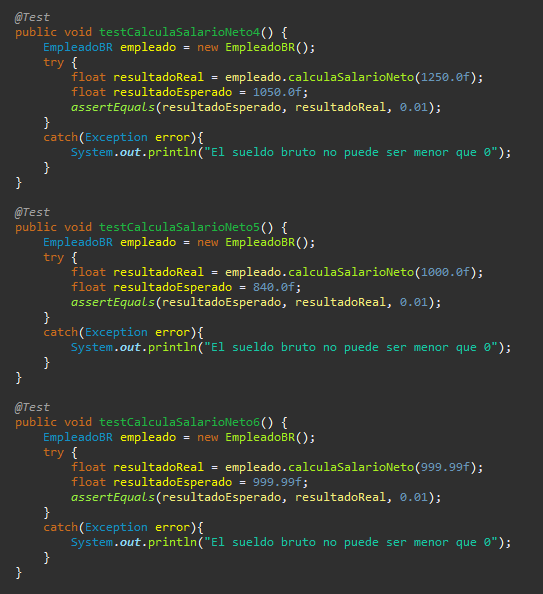 @Test
public void testCalculaSalarioNeto4() {
    EmpleadoBR empleado = new EmpleadoBR();
    try {
        float resultadoReal = empleado.calculaSalarioNeto(1250.0f);
        float resultadoEsperado = 1050.0f;
        assertEquals(resultadoEsperado, resultadoReal, 0.01);
    }
    catch(Exception error){
        System.out.println("El sueldo bruto no puede ser menor que 0");
    }
}
@Test
public void testCalculaSalarioNeto5() {
    EmpleadoBR empleado = new EmpleadoBR();
    try {
        float resultadoReal = empleado.calculaSalarioNeto(1000.0f);
        float resultadoEsperado = 840.0f;
        assertEquals(resultadoEsperado, resultadoReal, 0.01);
    }
    catch(Exception error){
        System.out.println("El sueldo bruto no puede ser menor que 0");
    }
}
@Test
public void testCalculaSalarioNeto6() {
    EmpleadoBR empleado = new EmpleadoBR();
    try {
        float resultadoReal = empleado.calculaSalarioNeto(999.99f);
        float resultadoEsperado = 999.99f;
        assertEquals(resultadoEsperado, resultadoReal, 0.01);
    }
    catch(Exception error){
        System.out.println("El sueldo bruto no puede ser menor que 0");
    }
}